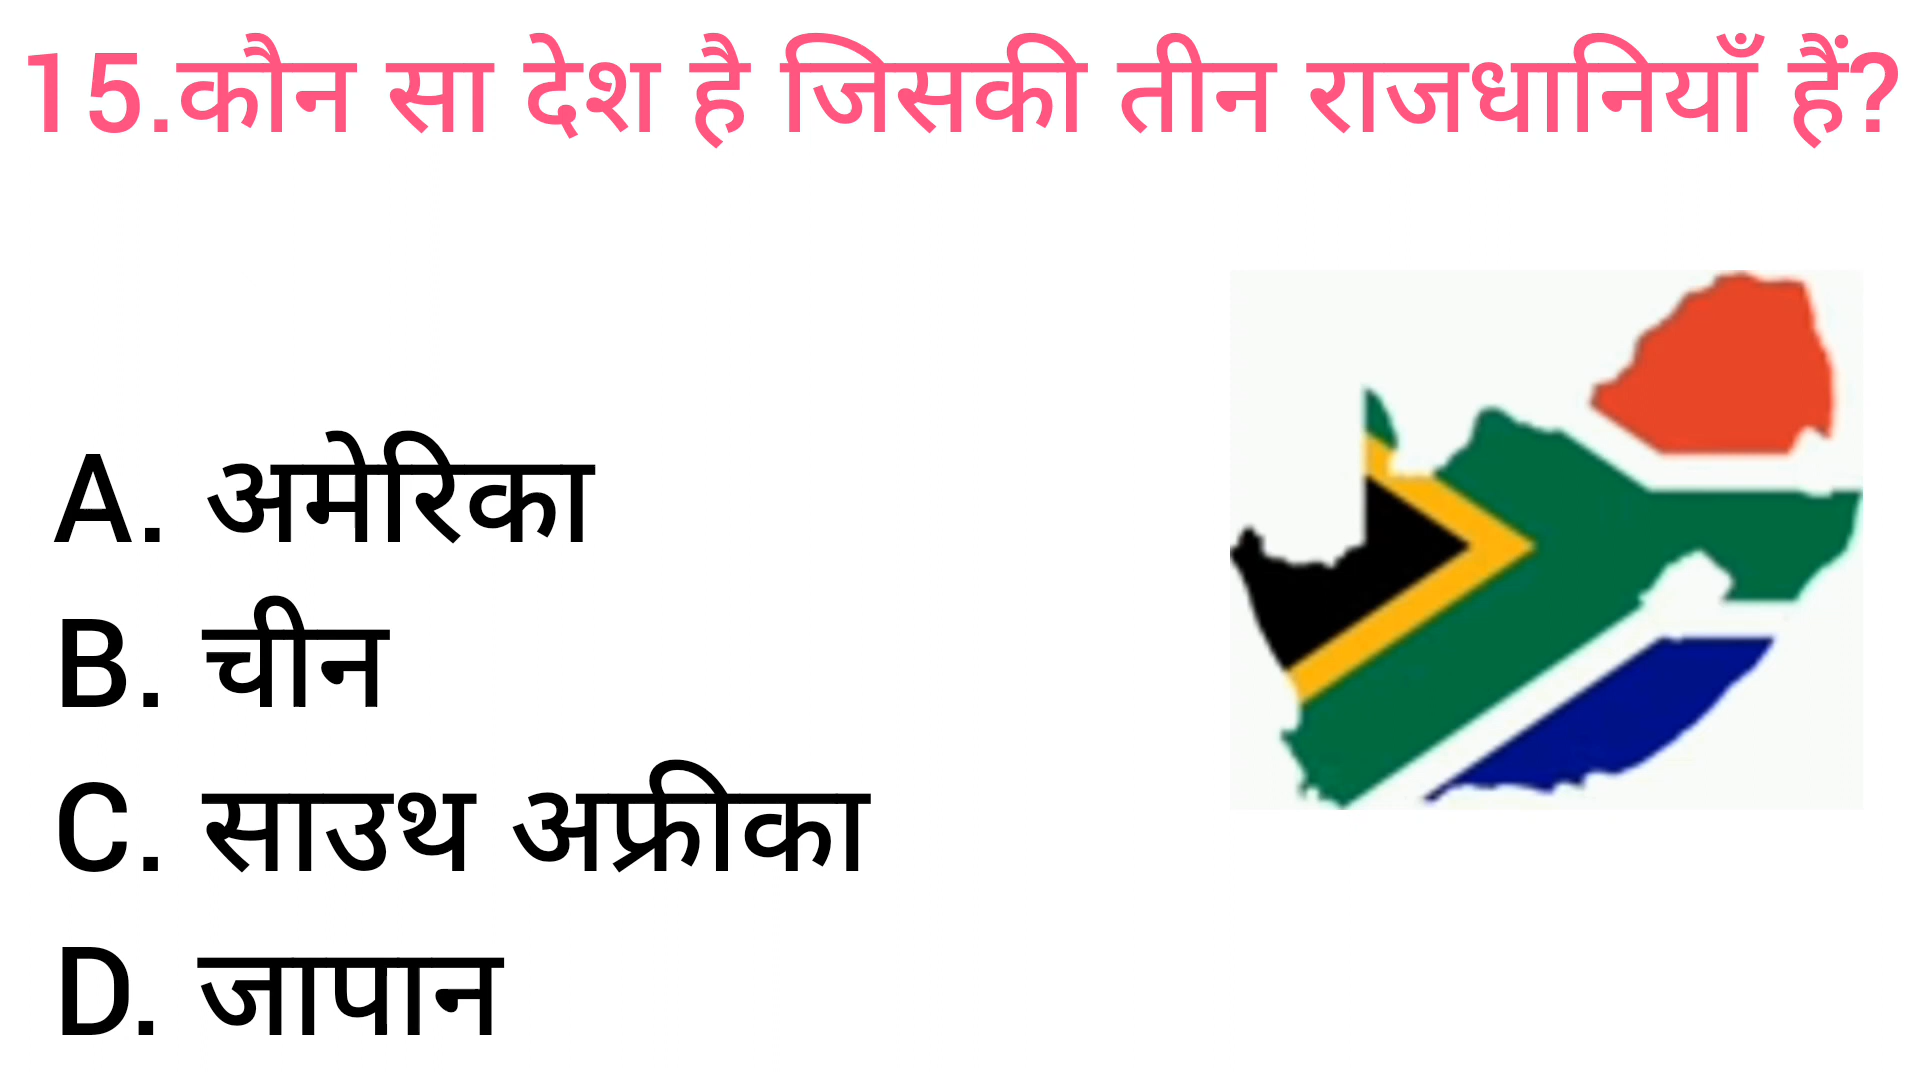 15.कौन सा देश है जिसकी तीन राजधानियाँ हैं?
A. अमेरिका
B. चीन
C. साउथ अफ्रीका
D. जापान